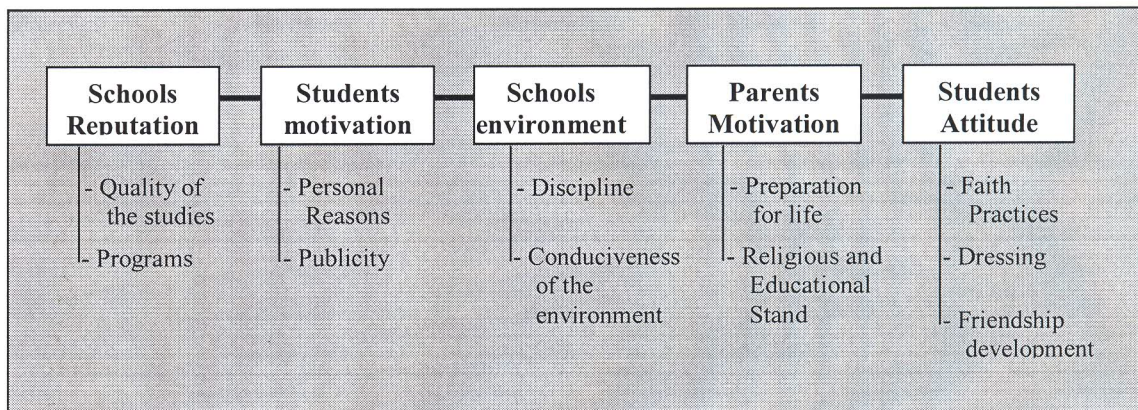 Schools
Reputation
- Quality of
the studies
- Programs
Students
motivation
- Personal
Reasons
- Publicity
Schools
environment
- Discipline
- Conduciveness
of the
environment
Parents
Motivation
- Preparation
for life
- Religious and
Educational
Stand
Students
Attitude
- Faith
Practices
- Dressing
- Friendship
development